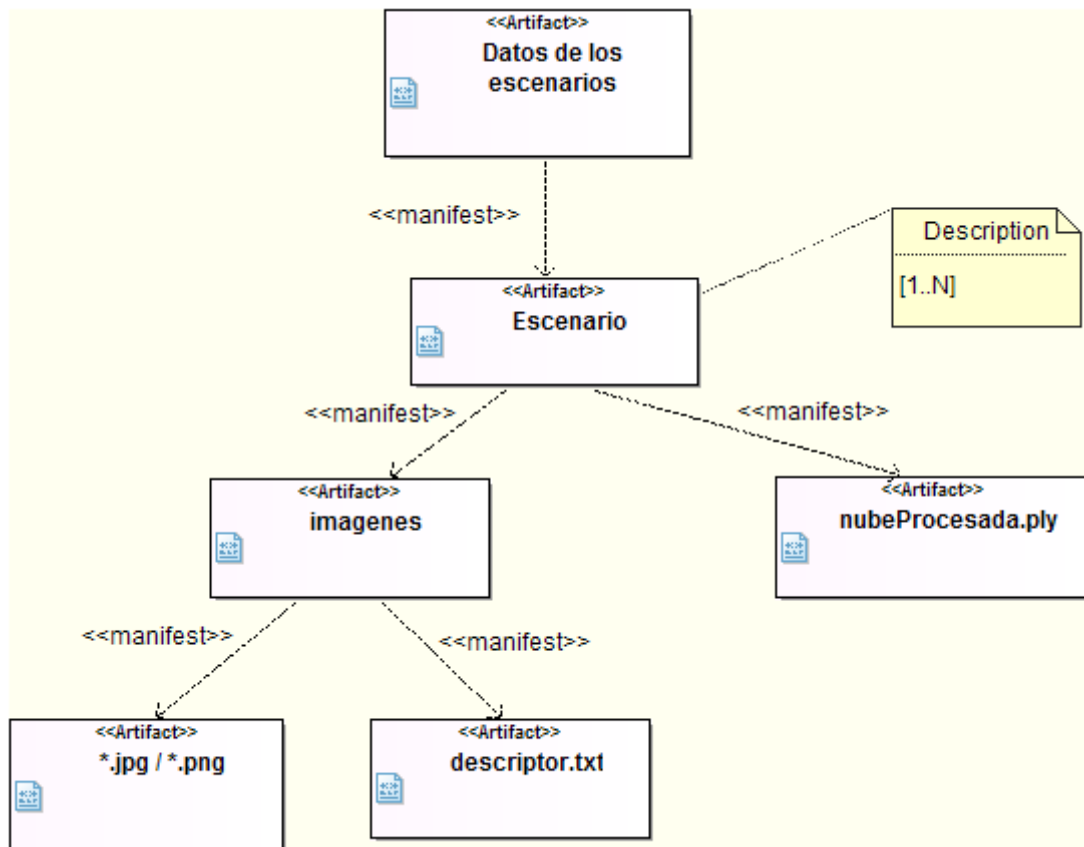 <<Artifact>>
Datos de los
escenarios
<<manifest>>
Description
[1..N]
<<Artifact>>
Escenario
<<manifest>>
<<manifest>>
<<Artifact>>
imagenes
<<Artifact>>
nubeProcesada.ply
<<manifest>>
<<manifest>>
<<Artifact>>
*.jpg / *.png
<<Artifact>>
descriptor.txt